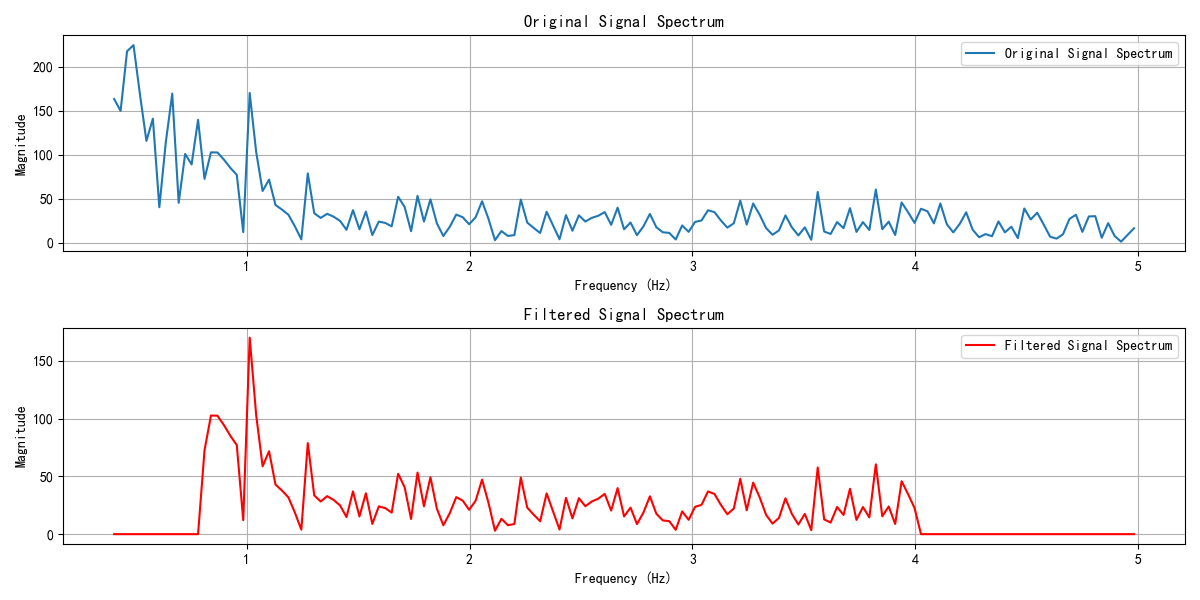 Original Signal Spectrum
Original Signal Spectrum
200
150
100
50
0
Magnitude
1
2
3
4
5
Frequency (Hz)
Filtered Signal Spectrum
Filtered Signal Spectrum
150
100
50
0
Magnitude
1
2
3
4
5
Frequency (Hz)